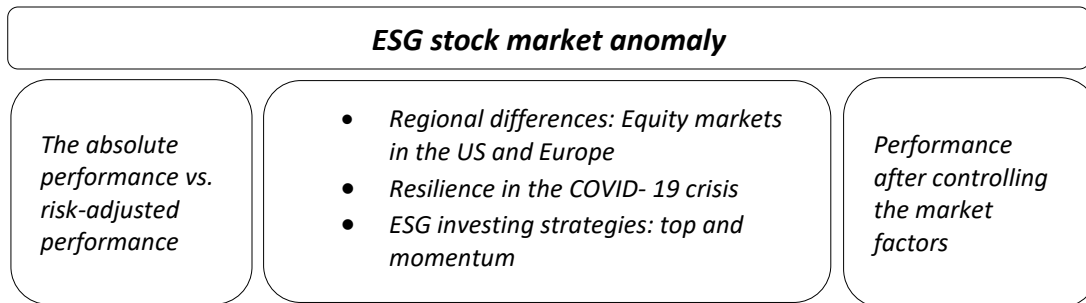 ESG stock market anomaly
The absolute
performance vs.
risk-adjusted
performance
• Regional differences: Equity markets
in the US and Europe
• Resilience in the COVID- 19 crisis
• ESG investing strategies: top and
momentum
Performance
after controlling
the market
factors